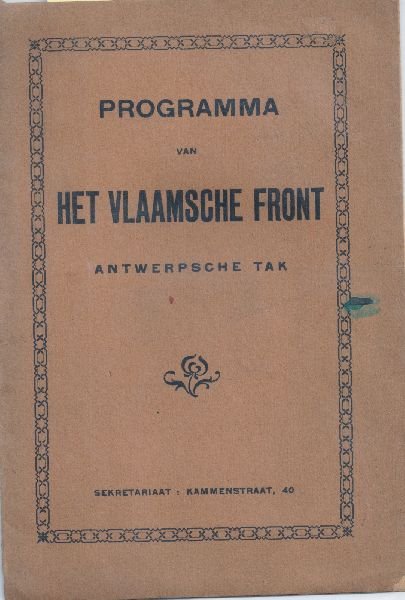 PROGRAMMA
VAN
HET VLAAMSCHE FRONT
ANTWERPSCHE TAK
SEKRETARIAAT : KAMMENSTRAAT, 40